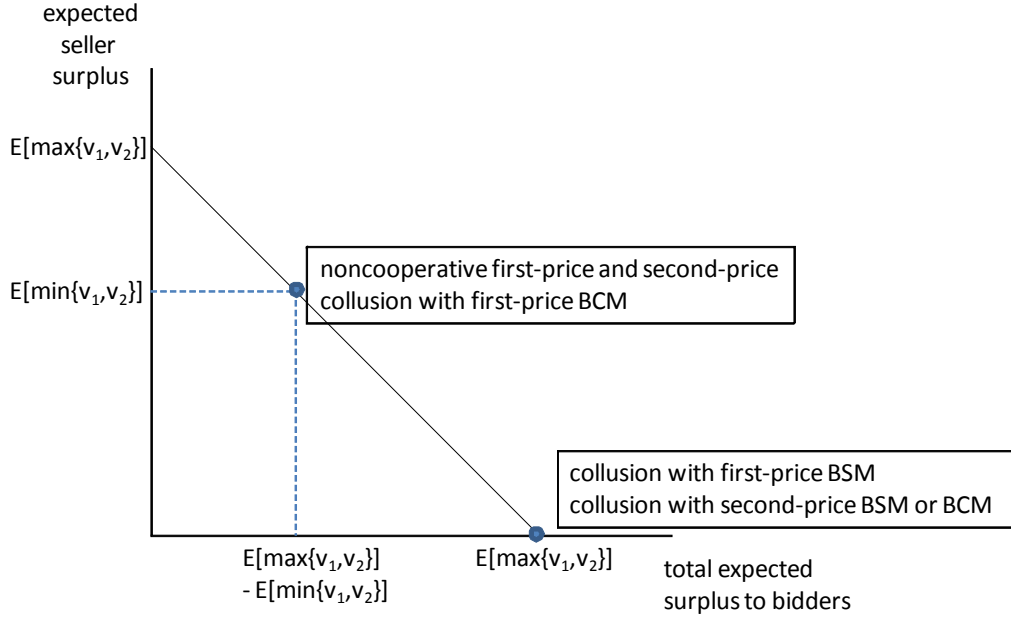 expected
seller
surplus
E[max{v₁,v₂}]
E[min{v₁,v₂}]
noncooperative first-price and second-price
collusion with first-price BCM
collusion with first-price BSM
collusion with second-price BSM or BCM
E[max{v₁,v₂}]
- E[min{v₁,v₂}]
E[max{v₁,v₂}]
total expected
surplus to bidders